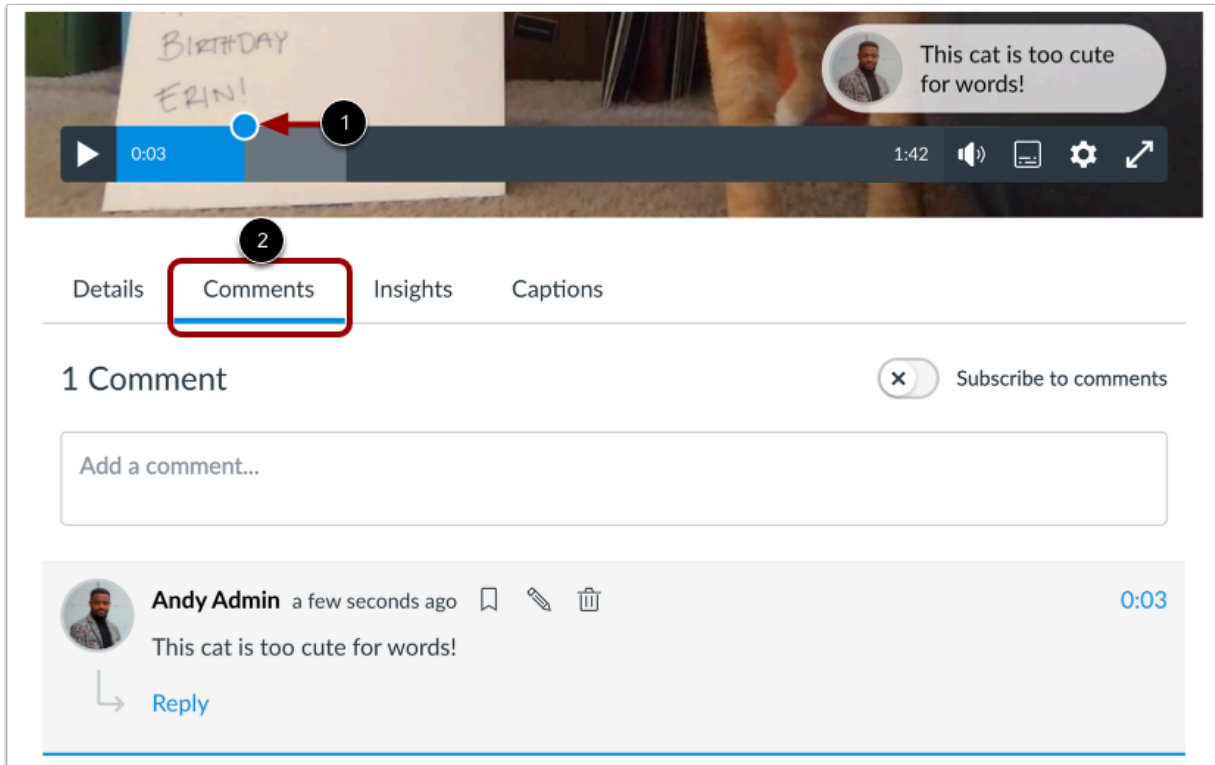 BIRTHDAY
ERIN!
This cat is too cute
for words!
1
0:03
1:42
2
Details Comments Insights Captions
1 Comment
Subscribe to comments
Add a comment...
Andy Admin a few seconds ago
0:03
This cat is too cute for words!
Reply